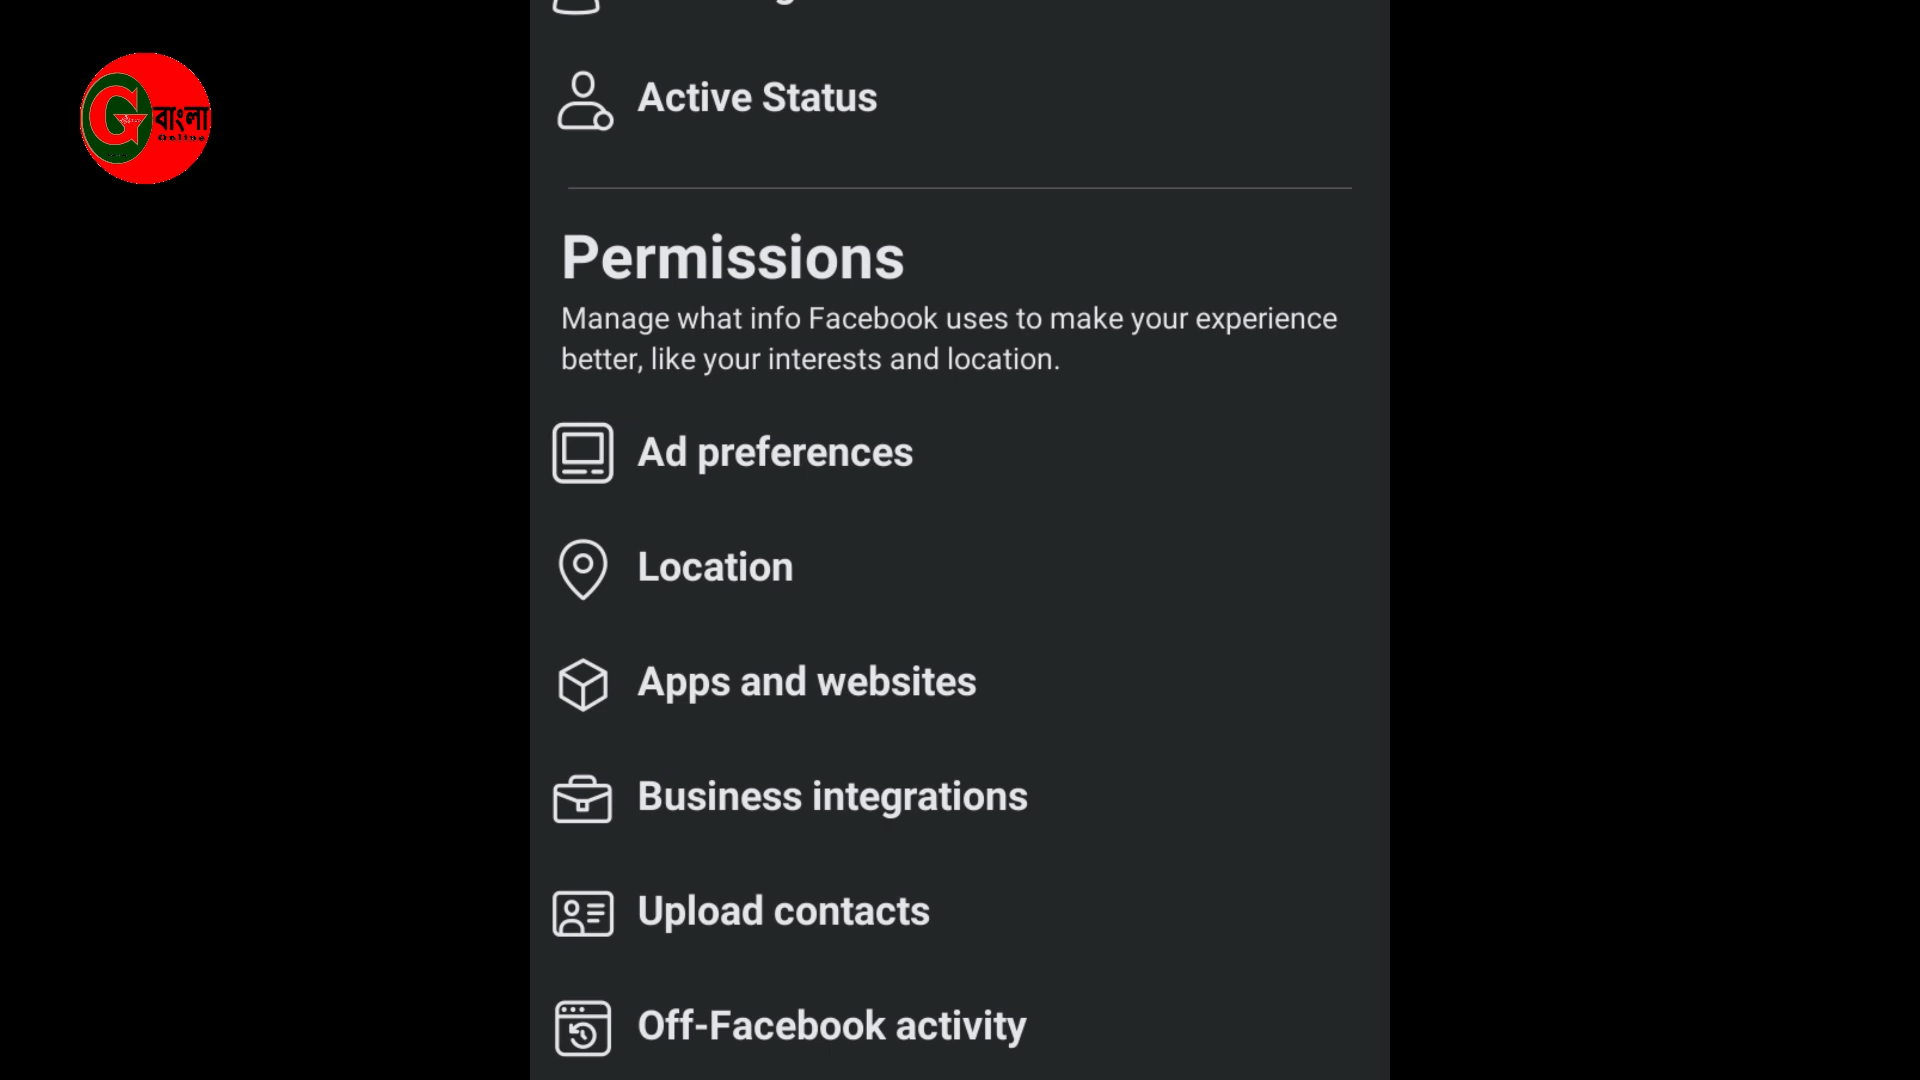 G বাংলা
Online
Active Status
Permissions
Manage what info Facebook uses to make your experience
better, like your interests and location.
Ad preferences
Location
Apps and websites
Business integrations
Upload contacts
Off-Facebook activity